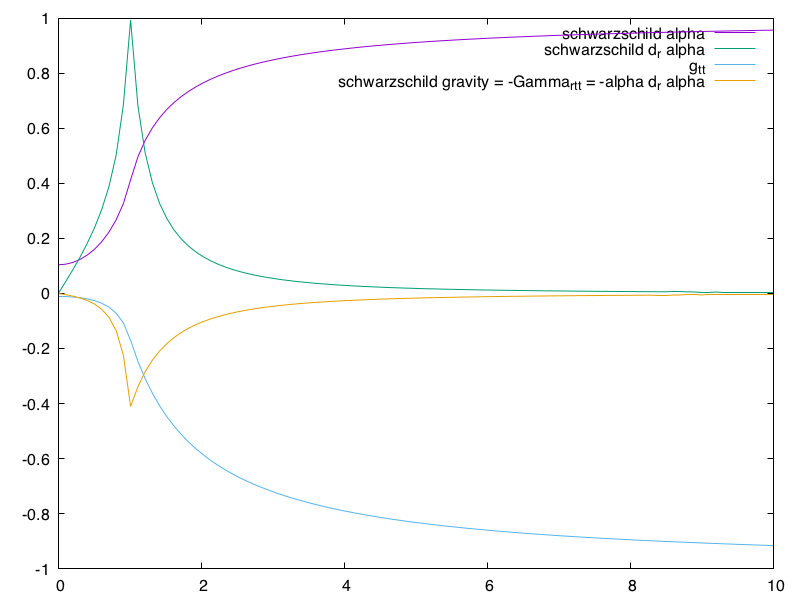 schwarzschild alpha
schwarzschild d_r alpha
g_tt
schwarzschild gravity = -Gamma_rtt = -alpha d_r alpha
1
0.8
0.6
0.4
0.2
0
-0.2
-0.4
-0.6
-0.8
-1
0 2 4 6 8 10